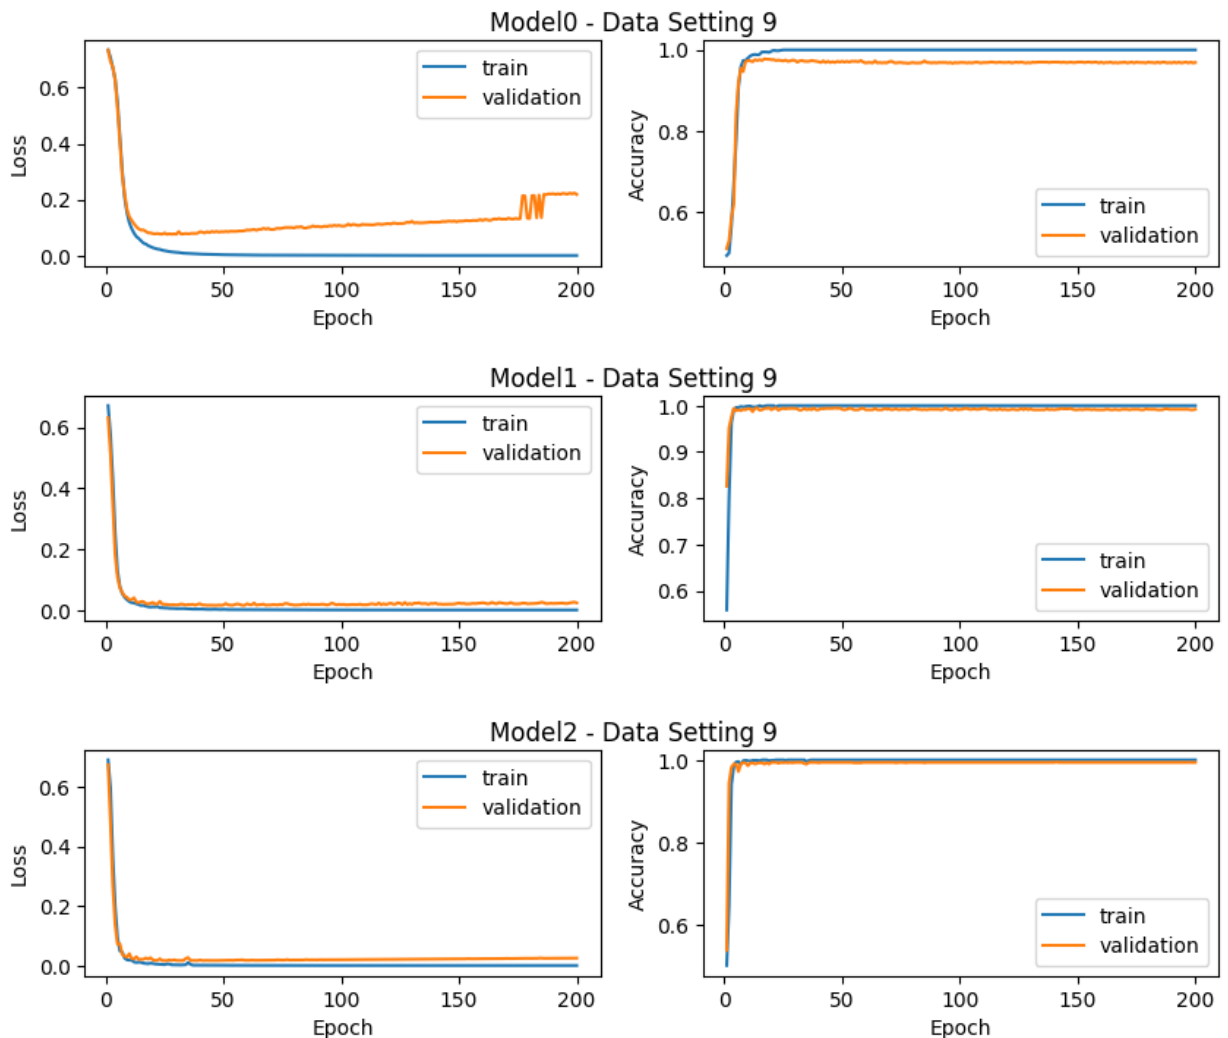 Model0 - Data Setting 9
Loss
0.6
0.4
0.2
0.0
train
validation
0 50 100 150 200
Epoch
Accuracy
1.0
0.8
0.6
train
validation
0 50 100 150 200
Epoch
Model1 - Data Setting 9
Loss
0.6
0.4
0.2
0.0
train
validation
0 50 100 150 200
Epoch
Accuracy
1.0
0.9
0.8
0.7
0.6
train
validation
0 50 100 150 200
Epoch
Model2 - Data Setting 9
Loss
0.6
0.4
0.2
0.0
train
validation
0 50 100 150 200
Epoch
Accuracy
1.0
0.8
0.6
train
validation
0 50 100 150 200
Epoch